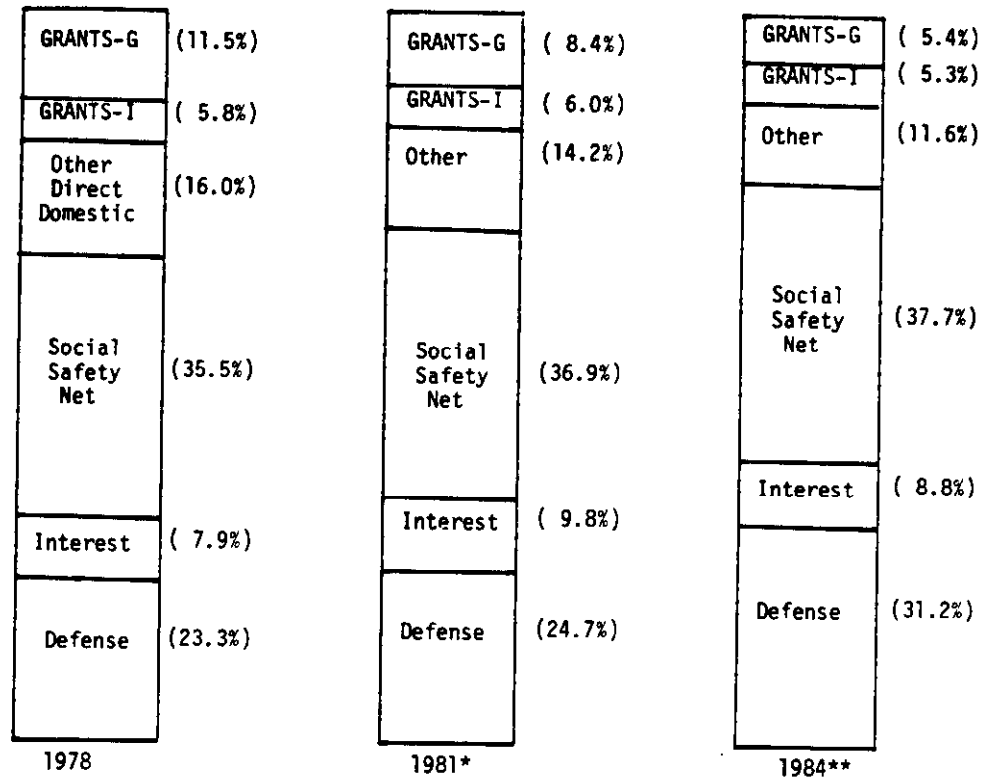 GRANTS-G (11.5%)
GRANTS-I ( 5.8%)
Other
Direct
Domestic (16.0%)
Social
Safety
Net (35.5%)
Interest ( 7.9%)
Defense (23.3%)
1978
GRANTS-G ( 8.4%)
GRANTS-I ( 6.0%)
Other (14.2%)
Social
Safety
Net (36.9%)
Interest ( 9.8%)
Defense (24.7%)
1981*
GRANTS-G ( 5.4%)
GRANTS-I ( 5.3%)
Other (11.6%)
Social
Safety
Net (37.7%)
Interest ( 8.8%)
Defense (31.2%)
1984**